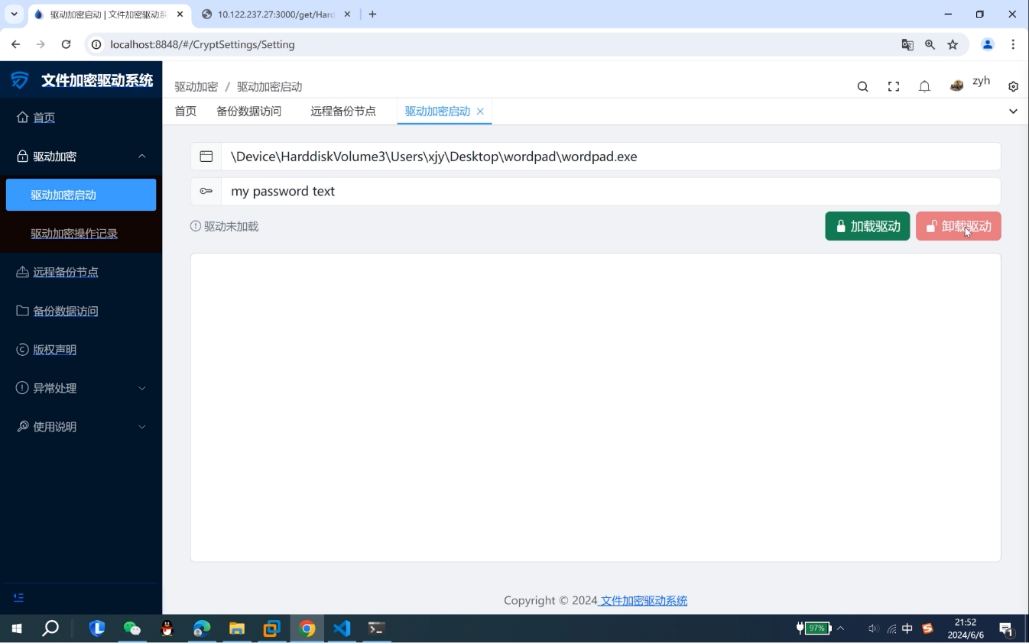 驱动加密启动 | 文件加密驱动系
10.122.237.27:3000/get/Hard
localhost:8848/#/CryptSettings/Setting
文件加密驱动系统
驱动加密 / 驱动加密启动
zyh
首页
备份数据访问
远程备份节点
驱动加密启动
首页
驱动加密
驱动加密启动
驱动加密操作记录
远程备份节点
备份数据访问
版权声明
异常处理
使用说明
\Device\HarddiskVolume3\Users\xjy\Desktop\wordpad\wordpad.exe
my password text
驱动未加载
加载驱动
卸载驱动
Copyright © 2024 文件加密驱动系统
97%
中
21:52
2024/6/6